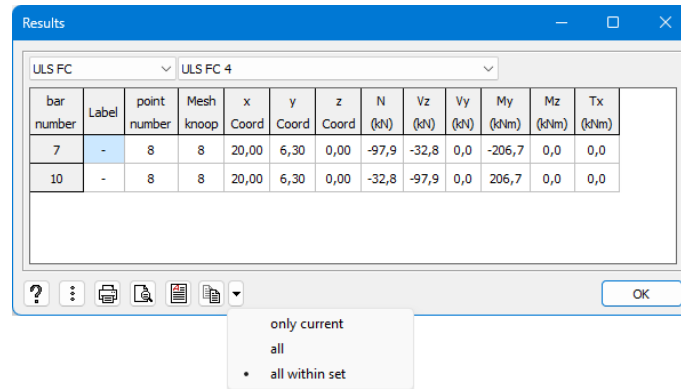 Results
ULS FC ULS FC 4
bar number Label point number Mesh knoop x Coord y Coord z Coord N (kN) Vz (kN) Vy (kN) My (kNm) Mz (kNm) Tx (kNm)
7 - 8 8 20,00 6,30 0,00 -97,9 -32,8 0,0 -206,7 0,0 0,0
10 - 8 8 20,00 6,30 0,00 -32,8 -97,9 0,0 206,7 0,0 0,0
? OK
only current
all
• all within set